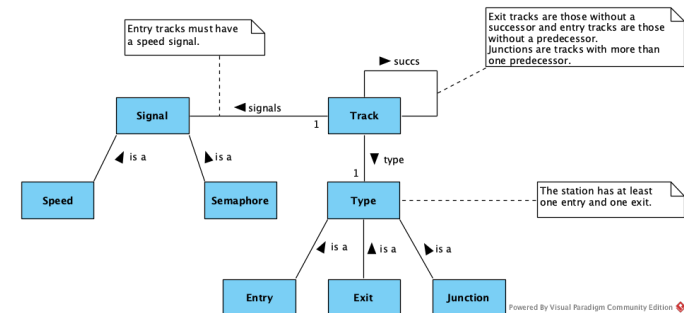 Entry tracks must have
a speed signal.
Exit tracks are those without a
successor and entry tracks are those
without a predecessor.
Junctions are tracks with more than
one predecessor.
succs
signals
Signal
Track
1
is a
is a
type
1
Speed
Semaphore
Type
The station has at least
one entry and one exit.
is a
is a
is a
Entry
Exit
Junction
Powered By Visual Paradigm Community Edition